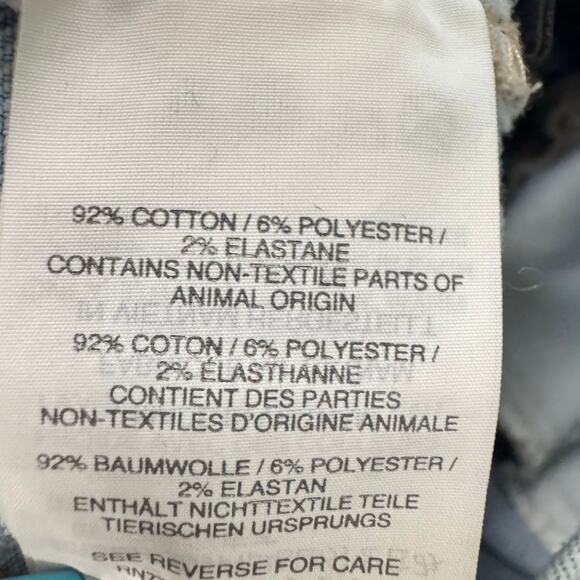 92% COTTON / 6% POLYESTER /
2% ELASTANE
CONTAINS NON-TEXTILE PARTS OF
ANIMAL ORIGIN
92% COTON / 6% POLYESTER /
2% ÉLASTHANNE
CONTIENT DES PARTIES
NON-TEXTILES D'ORIGINE ANIMALE
92% BAUMWOLLE / 6% POLYESTER /
2% ELASTAN
ENTHÄLT NICHTTEXTILE TEILE
TIERISCHEN URSPRUNGS
SEE REVERSE FOR CARE